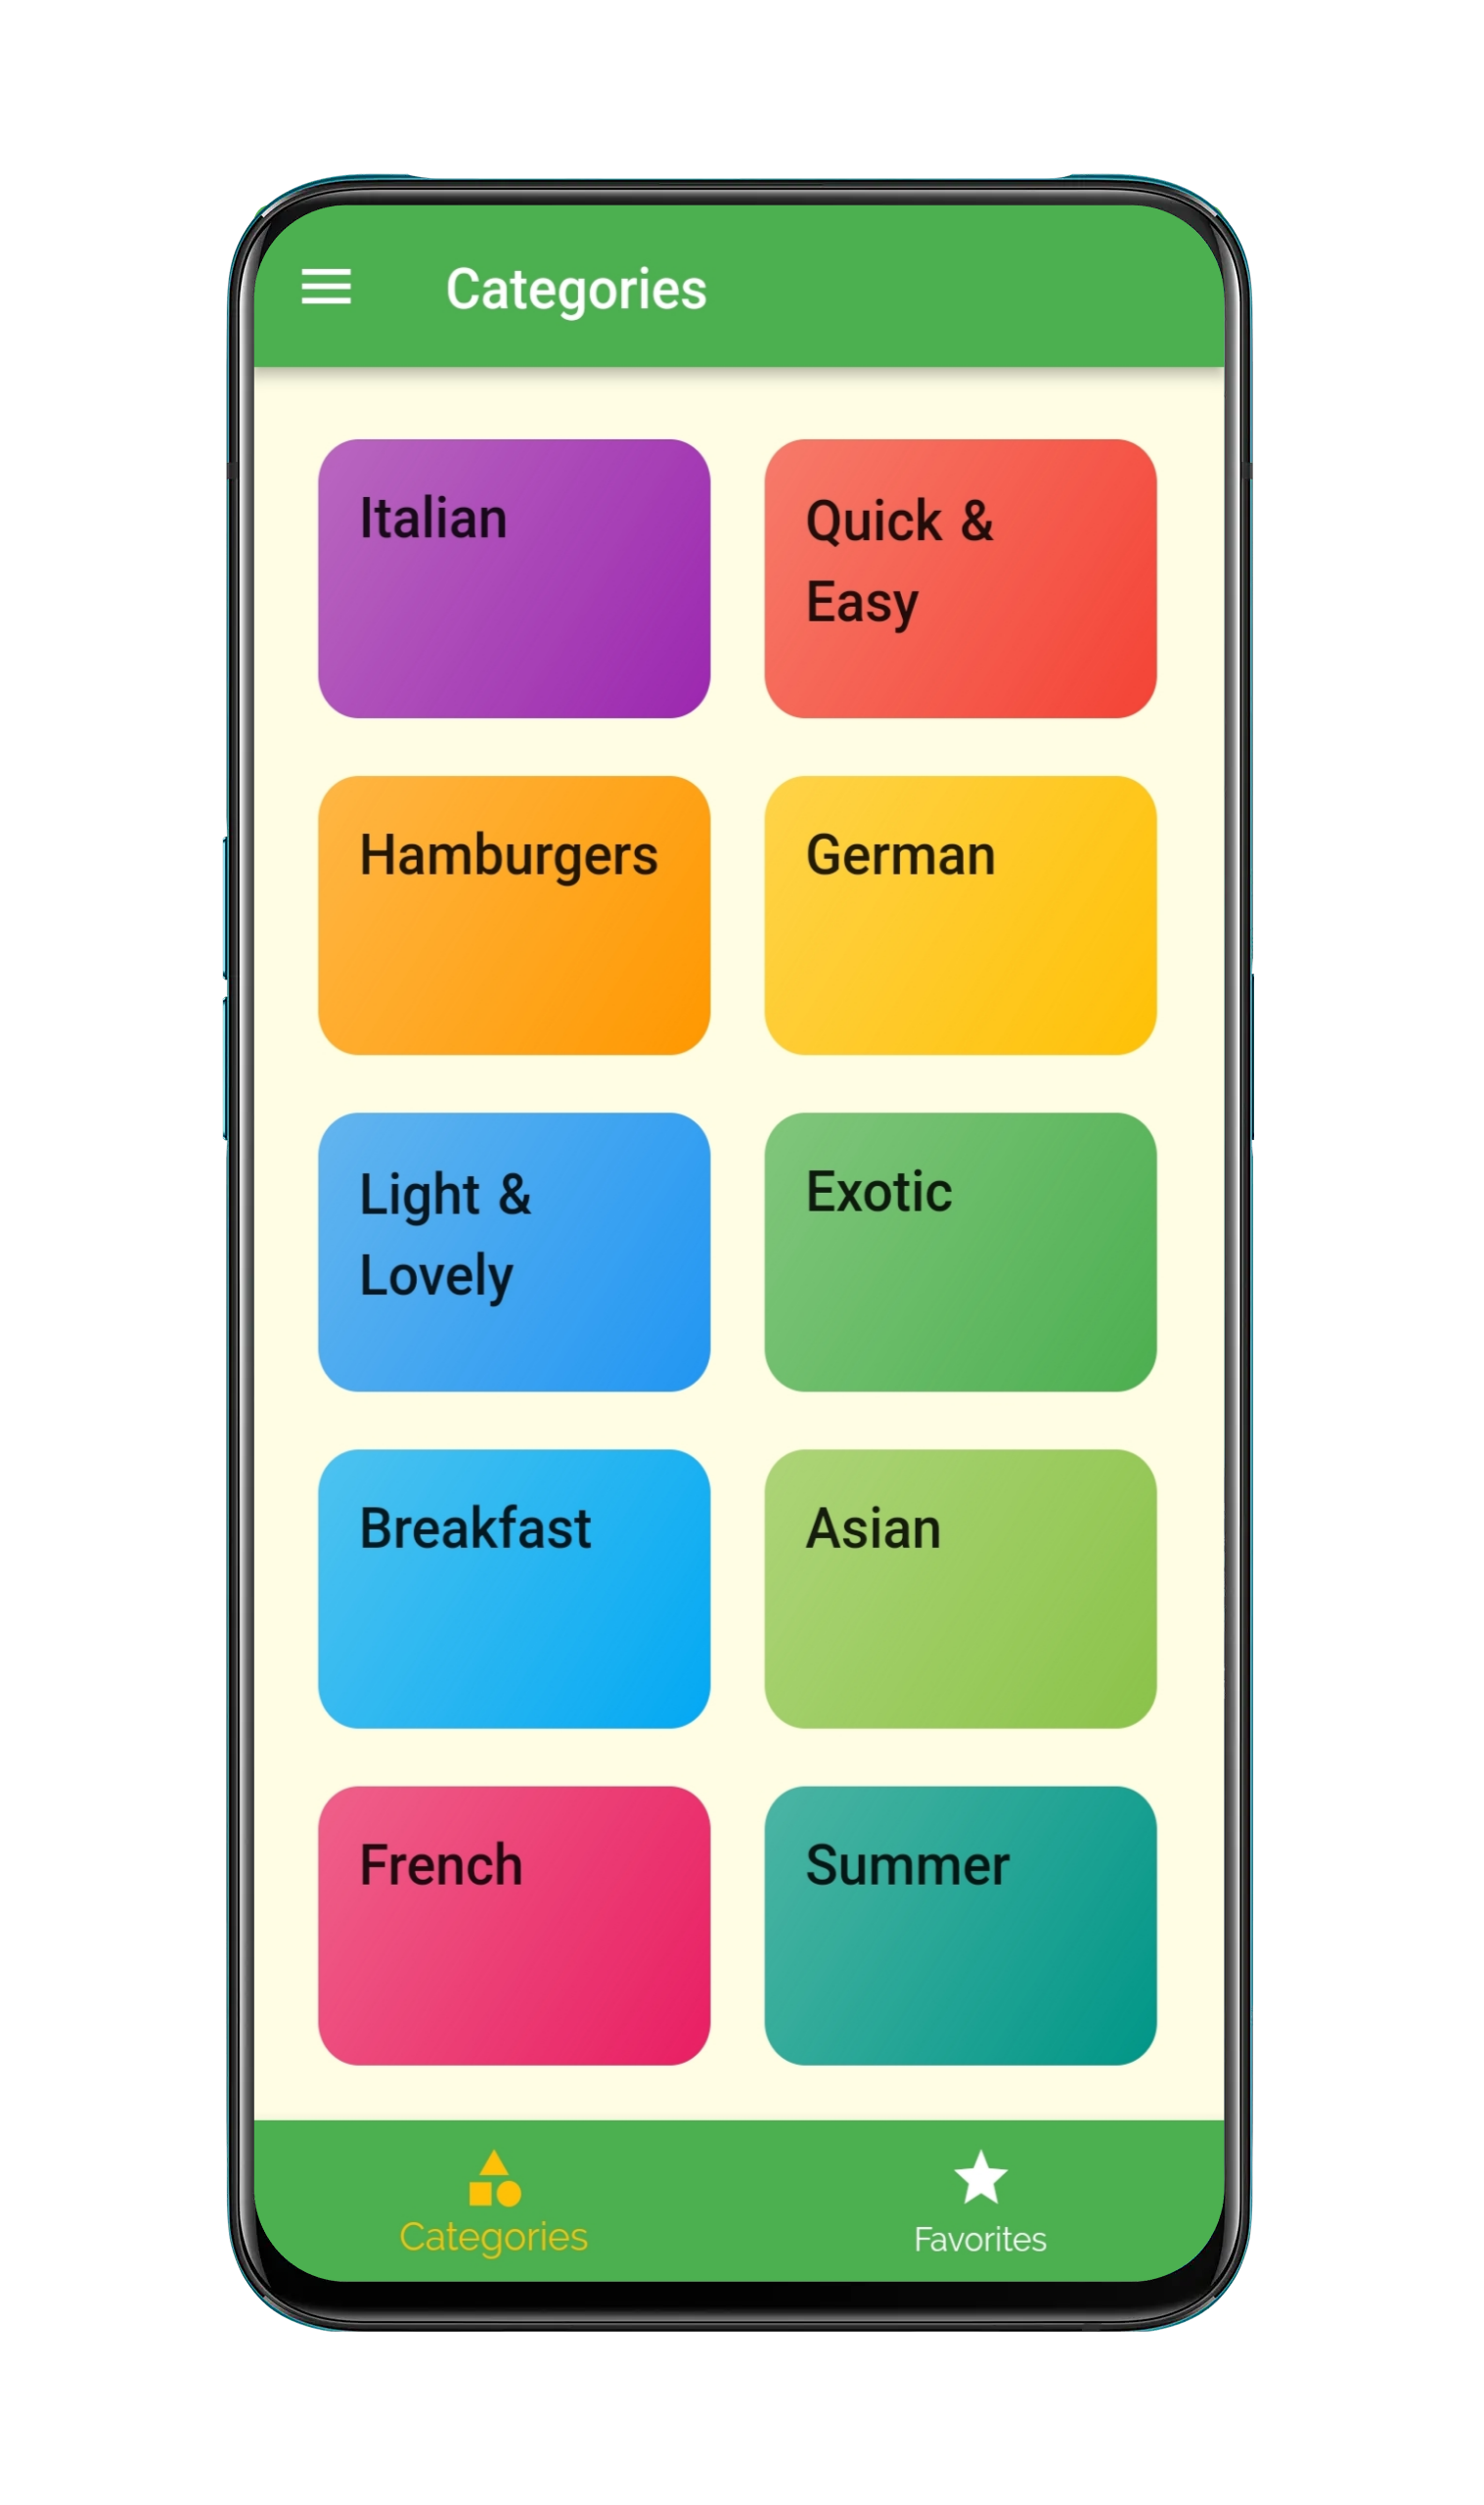 Categories
Italian
Quick &
Easy
Hamburgers
German
Light &
Lovely
Exotic
Breakfast
Asian
French
Summer
Categories
Favorites